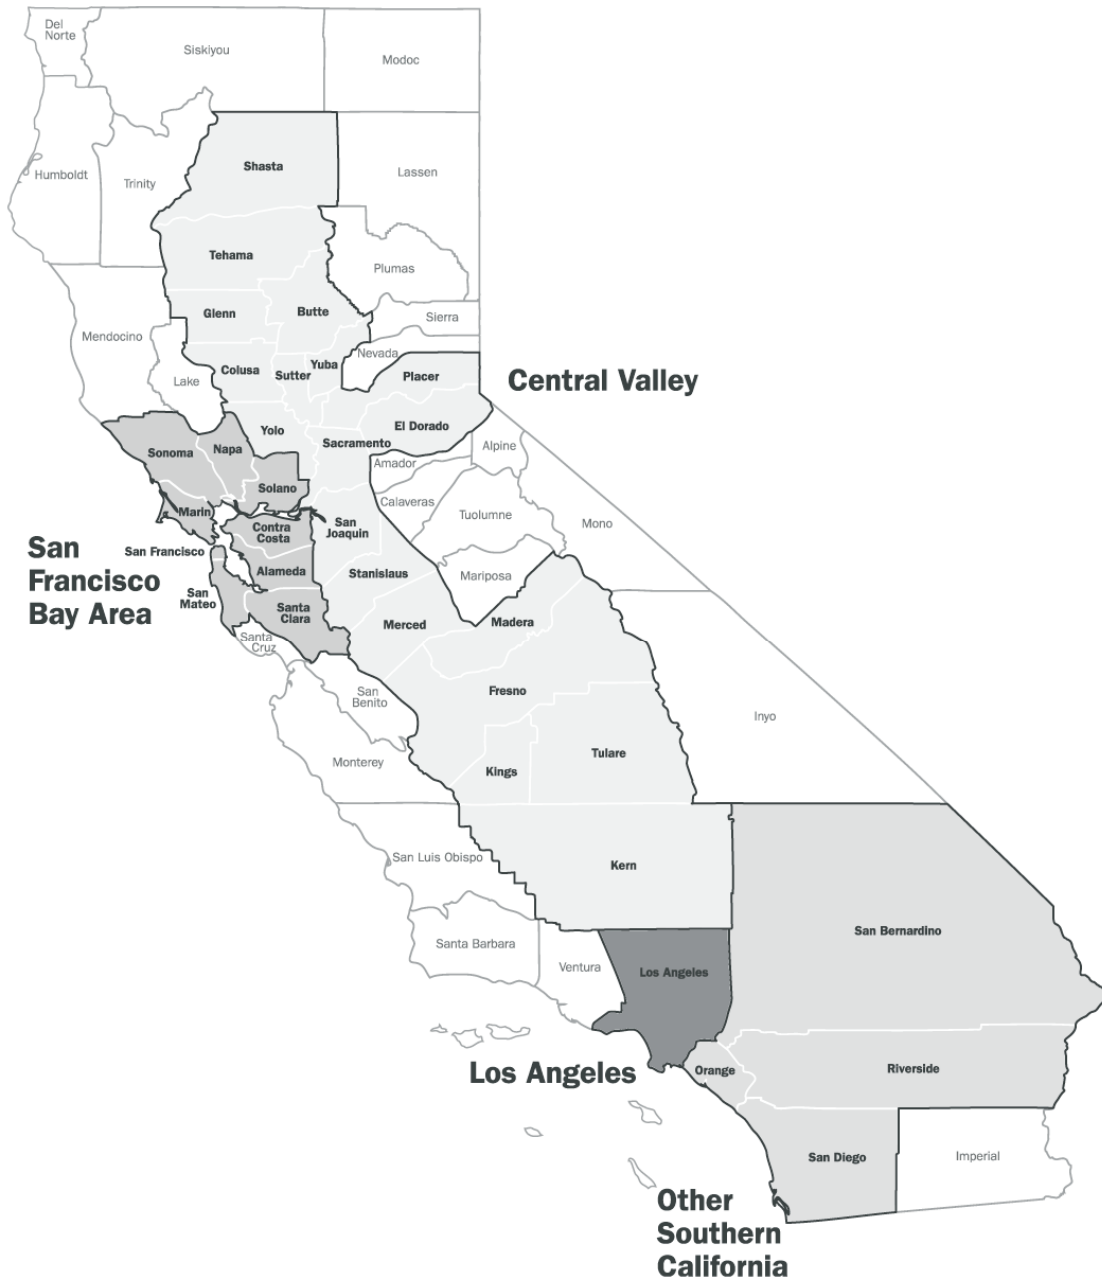 Del
Norte
Siskiyou
Modoc
Shasta
Humboldt
Trinity
Lassen
Tehama
Plumas
Glenn
Butte
Sierra
Mendocino
Nevada
Colusa
Sutter
Yuba
Placer
Lake
Central Valley
Yolo
El Dorado
Sacramento
Sonoma
Napa
Amador
Alpine
Solano
Calaveras
Marin
Tuolumne
Mono
Contra
Costa
San
Joaquin
San Francisco
San
Francisco
Bay Area
Alameda
Stanislaus
Mariposa
San
Mateo
Santa
Clara
Merced
Madera
Santa
Cruz
San
Benito
Fresno
Inyo
Monterey
Kings
Tulare
San Luis Obispo
Kern
San Bernardino
Santa Barbara
Ventura
Los Angeles
Los Angeles
Orange
Riverside
San Diego
Imperial
Other
Southern
California